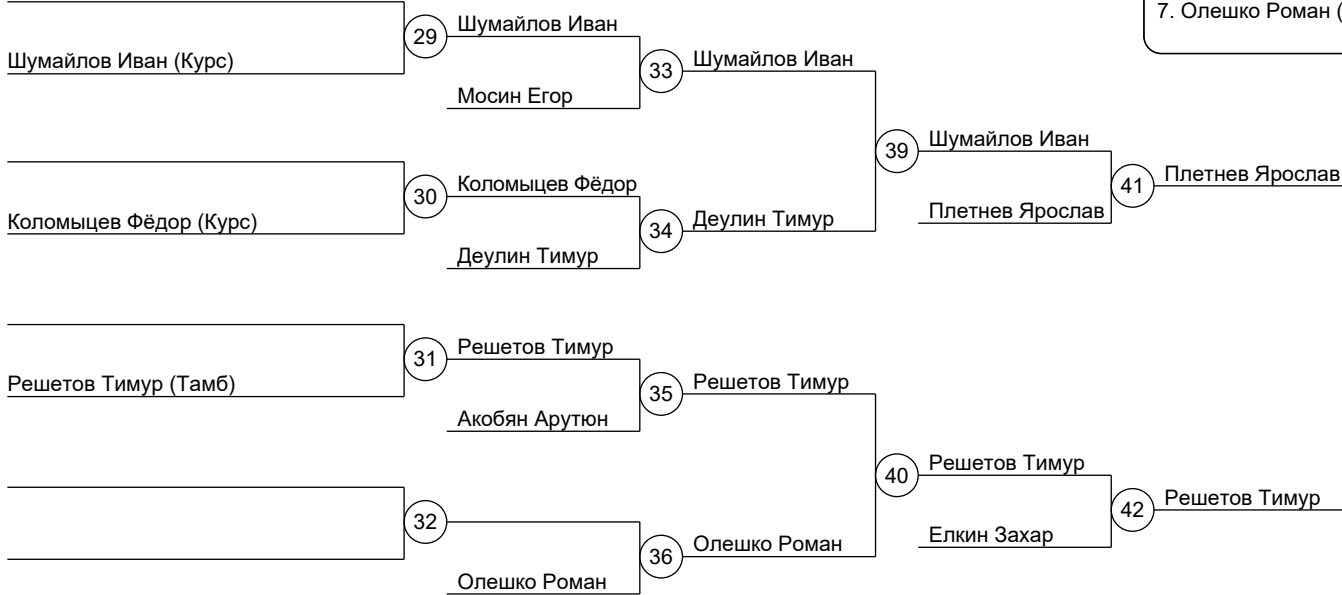 7. Олешко Роман (
29
Шумайлов Иван
Шумайлов Иван (Курс)
33
Шумайлов Иван
Мосин Егор
39
Шумайлов Иван
41
Плетнев Ярослав
30
Коломыцев Фёдор
Коломыцев Фёдор (Курс)
34
Деулин Тимур
Плетнев Ярослав
Деулин Тимур
31
Решетов Тимур
Решетов Тимур (Тамб)
35
Решетов Тимур
Акобян Арутюн
40
Решетов Тимур
42
Решетов Тимур
32
Елкин Захар
36
Олешко Роман
Олешко Роман